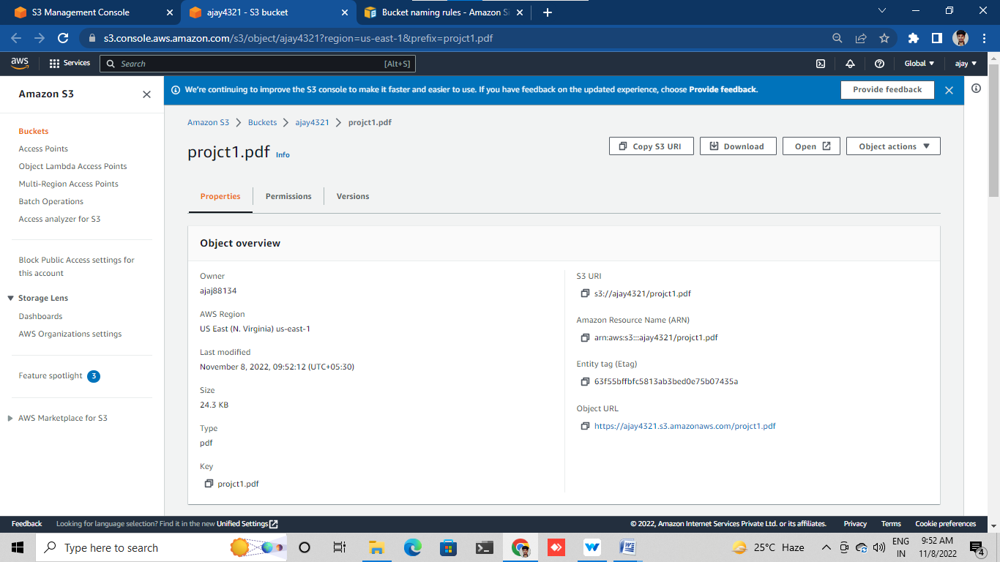 S3 Management Console
ajay4321 - S3 bucket
Bucket naming rules - Amazon S
s3.console.aws.amazon.com/s3/object/ajay4321?region=us-east-1&prefix=projct1.pdf
aws
Services
Search
[Alt+S]
Global
ajay
Amazon S3
We're continuing to improve the S3 console to make it faster and easier to use. If you have feedback on the updated experience, choose Provide feedback.
Provide feedback
Buckets
Access Points
Object Lambda Access Points
Multi-Region Access Points
Batch Operations
Access analyzer for S3
Block Public Access settings for
this account
Storage Lens
Dashboards
AWS Organizations settings
Feature spotlight 3
AWS Marketplace for S3
Amazon S3 > Buckets > ajay4321 > projct1.pdf
projct1.pdf Info
Copy S3 URI
Download
Open
Object actions
Properties
Permissions
Versions
Object overview
Owner
ajaj88134
AWS Region
US East (N. Virginia) us-east-1
Last modified
November 8, 2022, 09:52:12 (UTC+05:30)
Size
24.3 KB
Type
pdf
Key
projct1.pdf
S3 URI
s3://ajay4321/projct1.pdf
Amazon Resource Name (ARN)
arn:aws:s3:::ajay4321/projct1.pdf
Entity tag (Etag)
63f55bffbfc5813ab3bed0e75b07435a
Object URL
https://ajay4321.s3.amazonaws.com/projct1.pdf
Feedback
Looking for language selection? Find it in the new Unified Settings
© 2022, Amazon Internet Services Private Ltd. or its affiliates.
Privacy
Terms
Cookie preferences
Type here to search
25°C Haze
ENG
IN
9:52 AM
11/8/2022
4